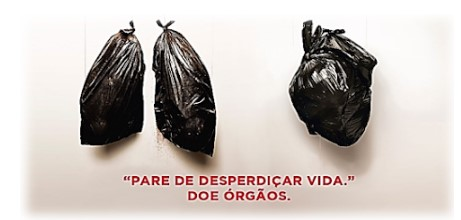 “PARE DE DESPERDIÇAR VIDA.”
DOE ÓRGÃOS.